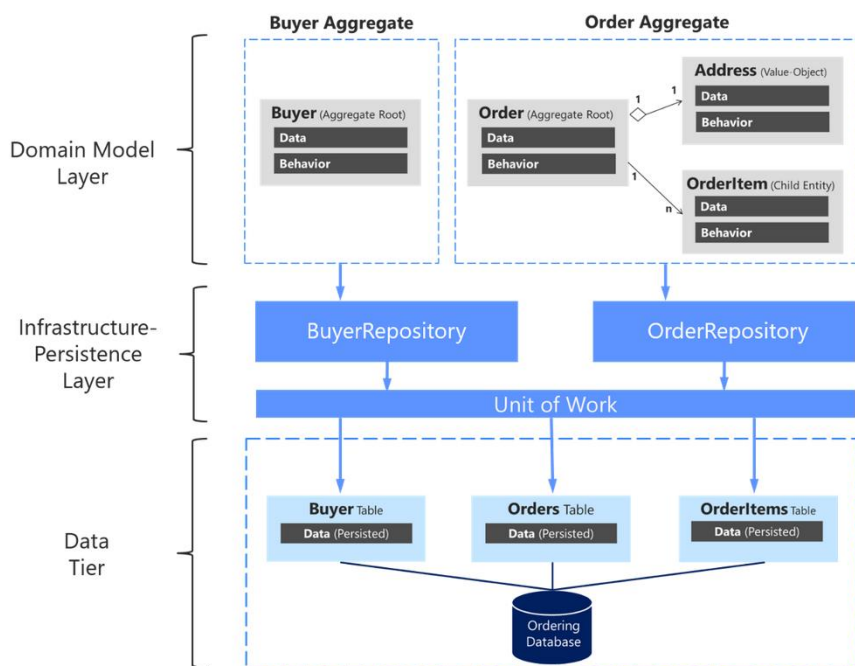 Buyer Aggregate
Order Aggregate
Domain Model
Layer
Buyer (Aggregate Root)
Data
Behavior
Order (Aggregate Root)
Data
Behavior
1
1
Address (Value-Object)
Data
Behavior
1
n
OrderItem (Child Entity)
Data
Behavior
Infrastructure-
Persistence
Layer
BuyerRepository
OrderRepository
Unit of Work
Data
Tier
Buyer Table
Data (Persisted)
Orders Table
Data (Persisted)
OrderItems Table
Data (Persisted)
Ordering
Database